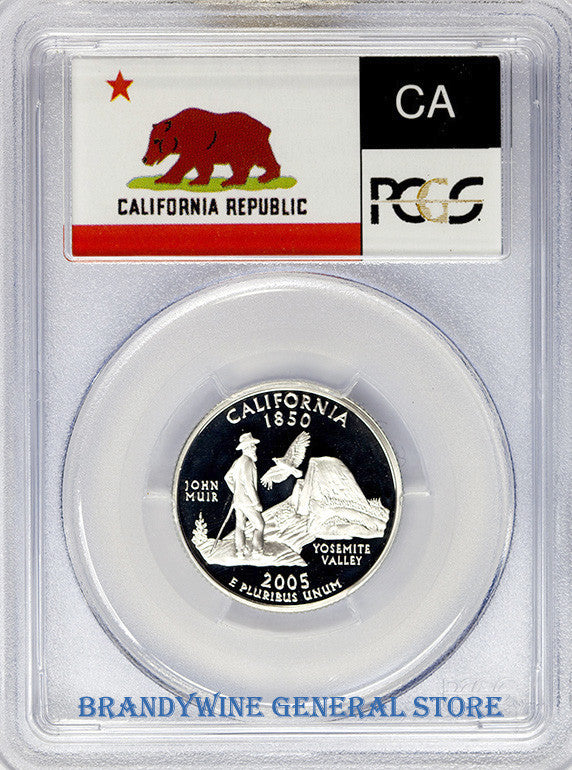 CA
CALIFORNIA REPUBLIC
PCGS
CALIFORNIA
1850
JOHN
MUIR
YOSEMITE
VALLEY
2005
E PLURIBUS UNUM
BRANDYWINE GENERAL STORE